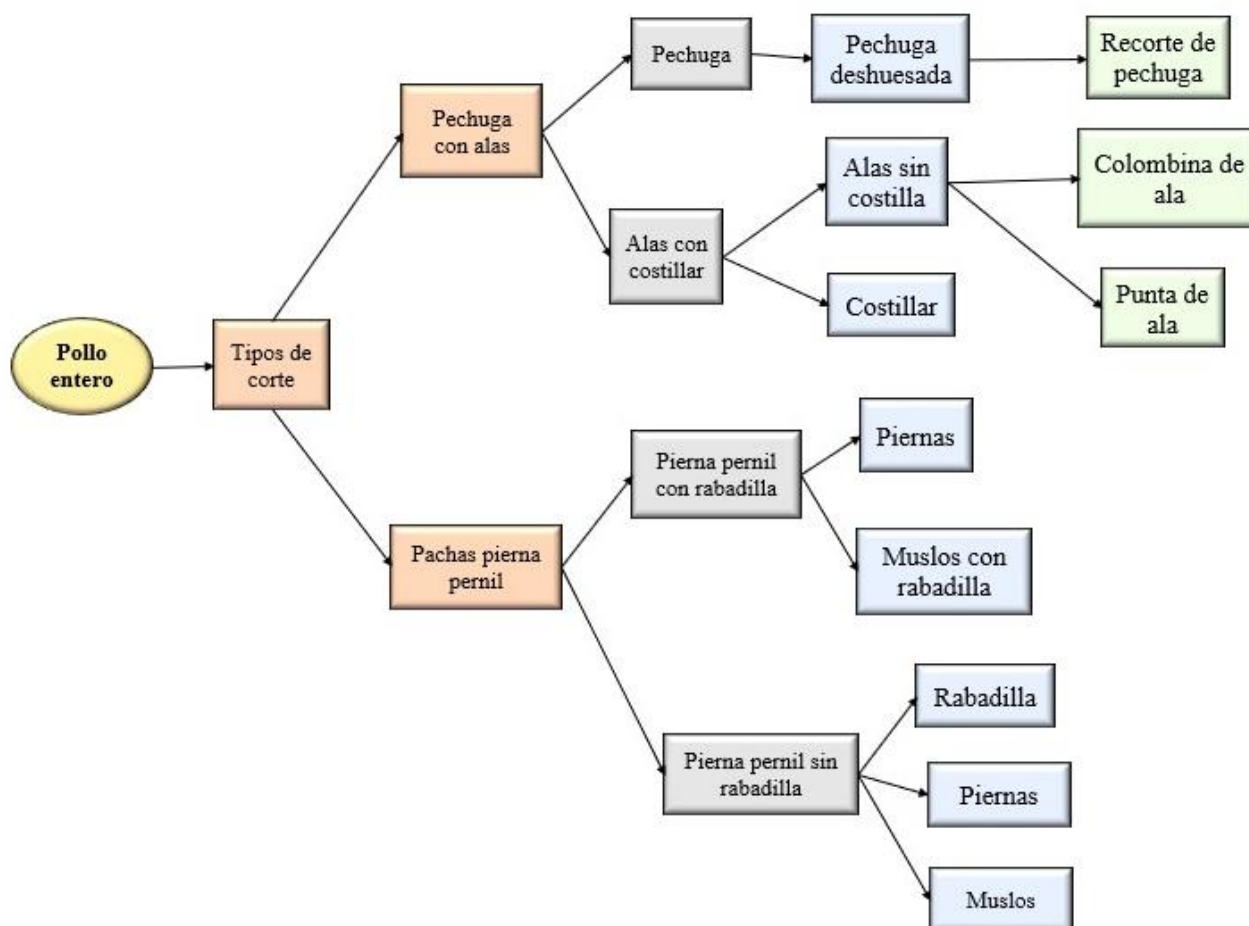 Pollo
entero
Tipos de
corte
Pechuga
con alas
Pechuga
Pechuga
deshuesada
Recorte de
pechuga
Alas con
costillar
Alas sin
costilla
Colombina de
ala
Punta de
ala
Costillar
Pachas pierna
pernil
Pierna pernil
con rabadilla
Piernas
Muslos con
rabadilla
Pierna pernil sin
rabadilla
Rabadilla
Piernas
Muslos